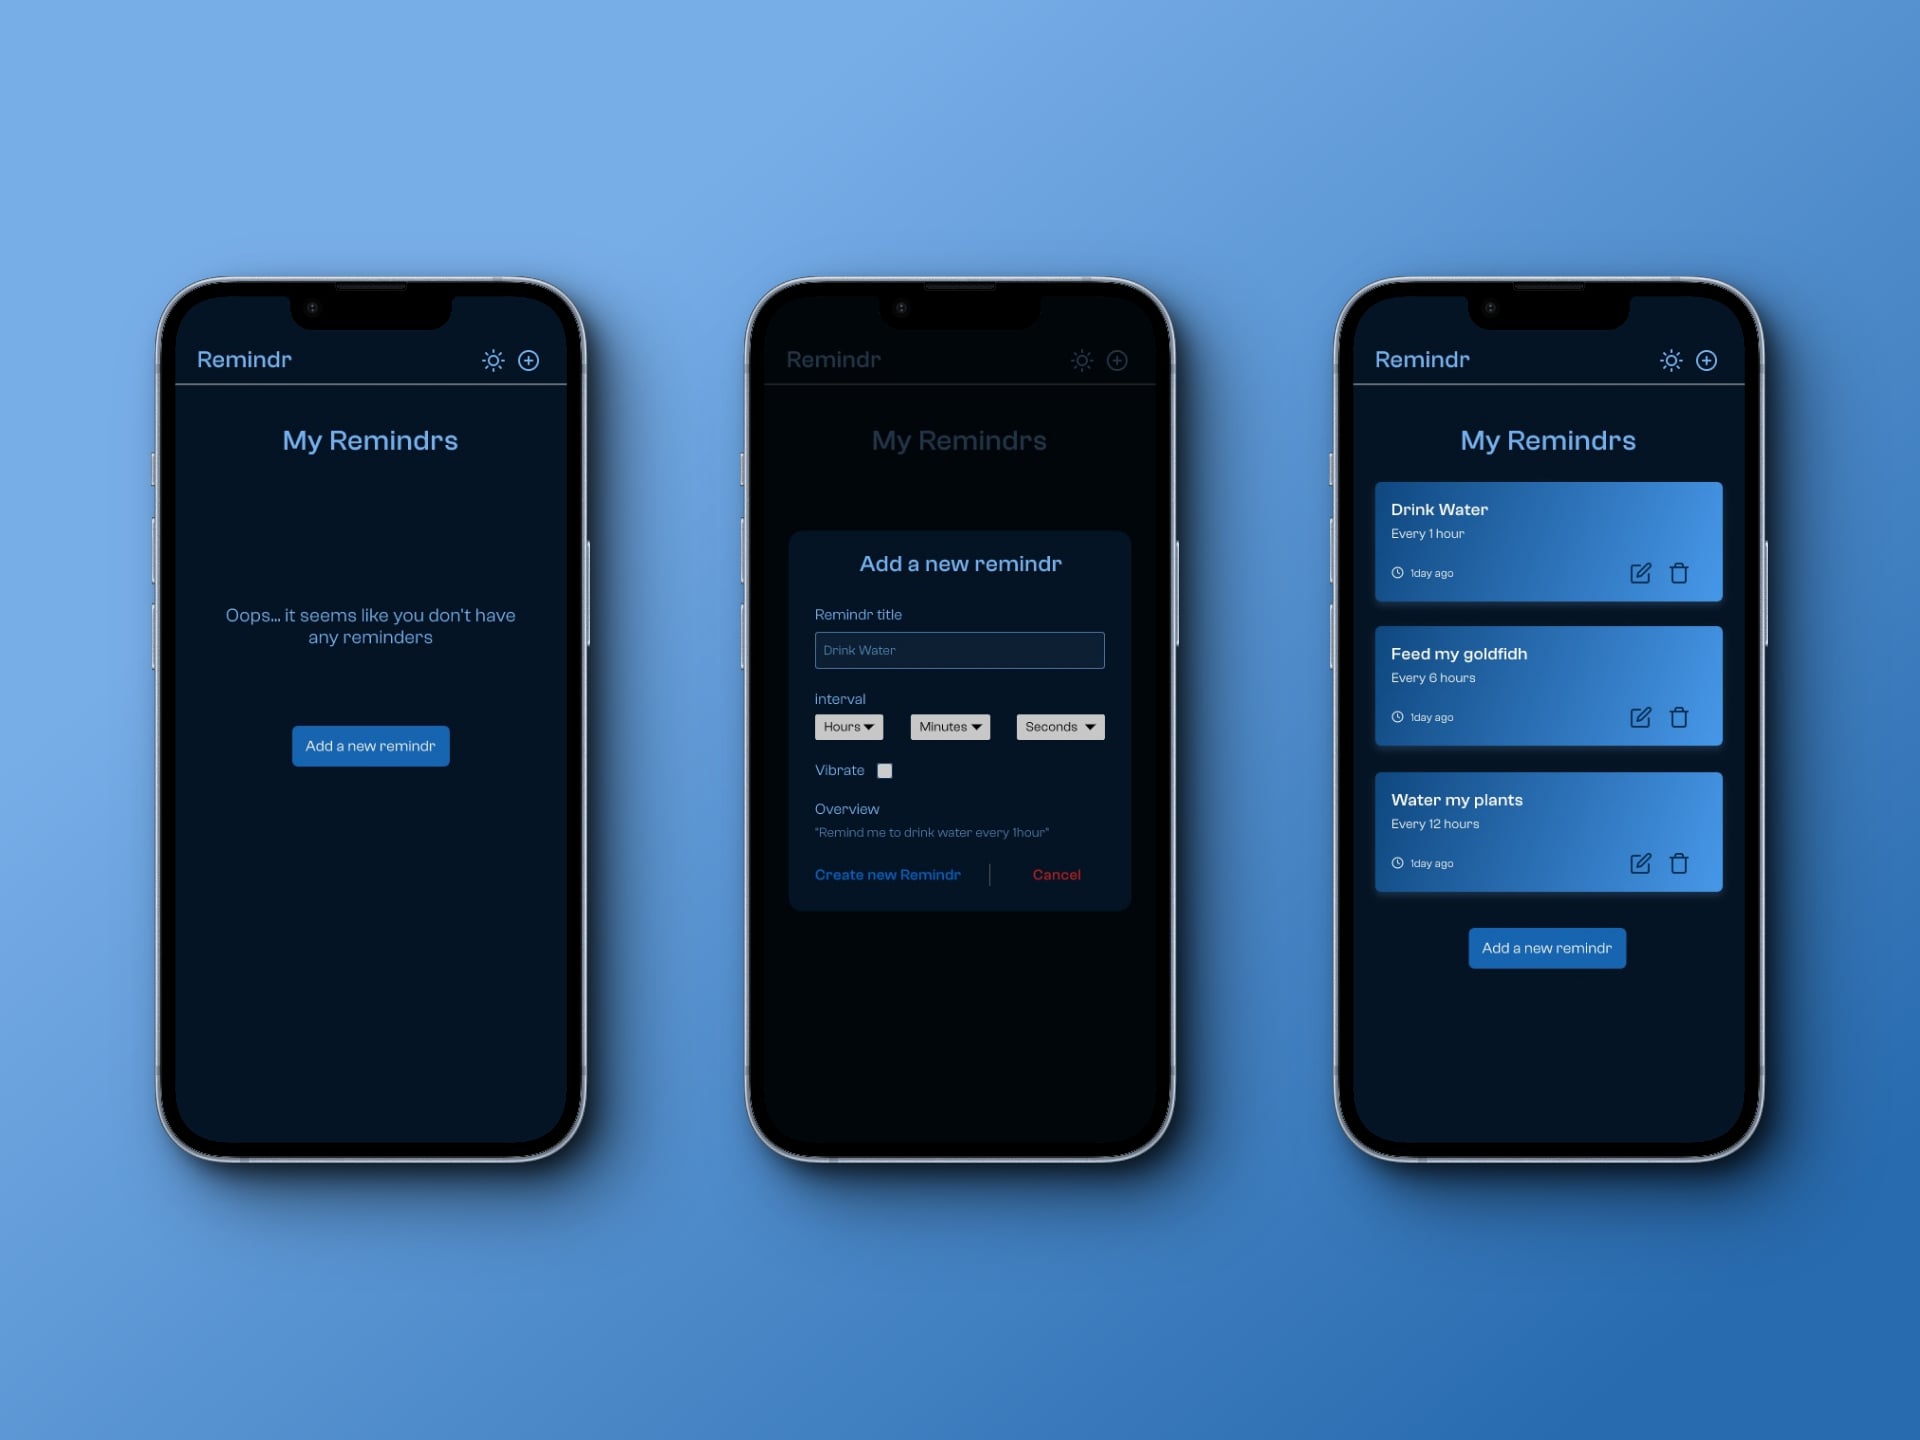 Remindr
My Remindrs
Oops... it seems like you don't have
any reminders
Add a new remindr
Remindr
My Remindrs
Add a new remindr
Remindr title
Drink Water
interval
Hours Minutes Seconds
Vibrate
Overview
"Remind me to drink water every 1hour"
Create new Remindr Cancel
Remindr
My Remindrs
Drink Water
Every 1 hour
1day ago
Feed my goldfidh
Every 6 hours
1day ago
Water my plants
Every 12 hours
1day ago
Add a new remindr